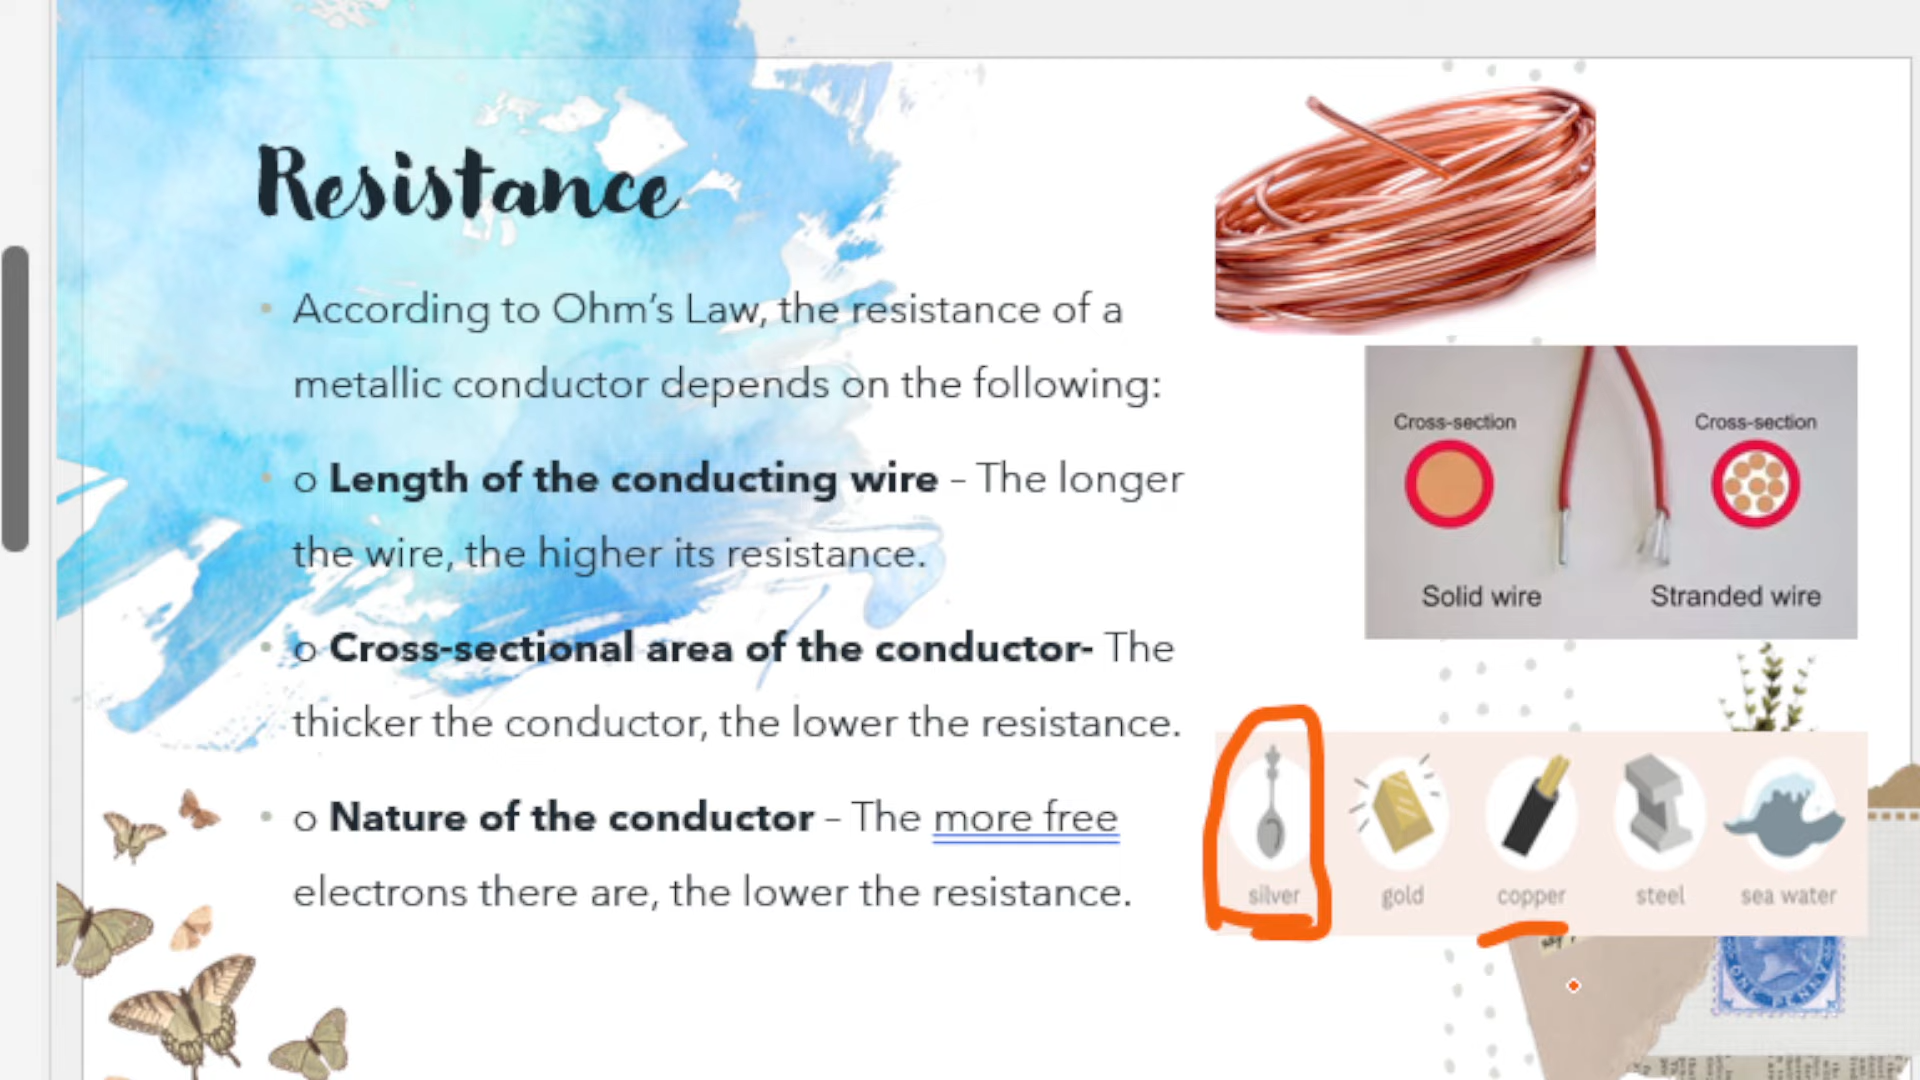 Resistance
According to Ohm's Law, the resistance of a
metallic conductor depends on the following:
o Length of the conducting wire – The longer
the wire, the higher its resistance.
o Cross-sectional area of the conductor- The
thicker the conductor, the lower the resistance.
o Nature of the conductor – The more free
electrons there are, the lower the resistance.
Cross-section
Cross-section
Solid wire
Stranded wire
silver
gold
copper
steel
sea water
ONE PENNY